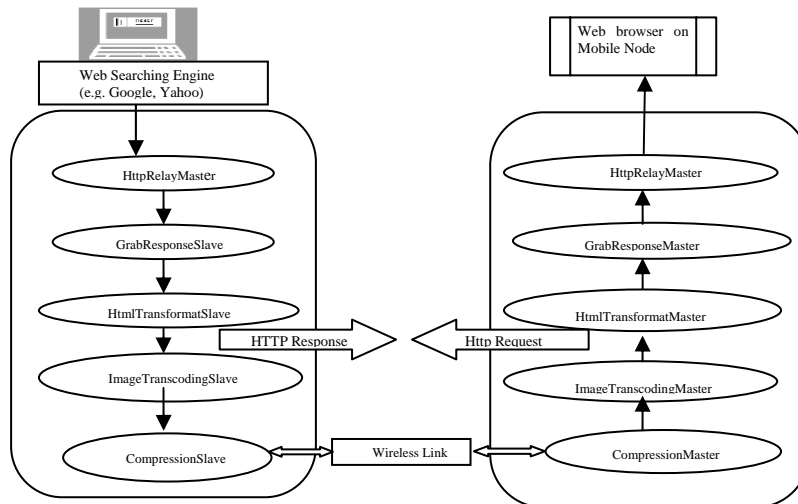 Web Searching Engine
(e.g. Google, Yahoo)
HttpRelayMaster
GrabResponseSlave
HtmlTransformatSlave
ImageTranscodingSlave
CompressionSlave
HTTP Response
Http Request
Wireless Link
Web browser on
Mobile Node
HttpRelayMaster
GrabResponseMaster
HtmlTransformatMaster
ImageTranscodingMaster
CompressionMaster